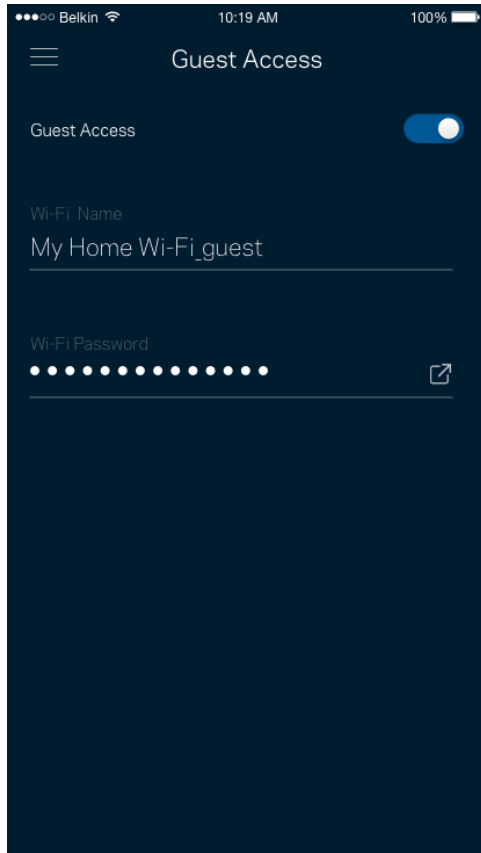 Belkin 10:19 AM 100%
Guest Access
Guest Access
Wi-Fi Name
My Home Wi-Fi_guest
Wi-Fi Password